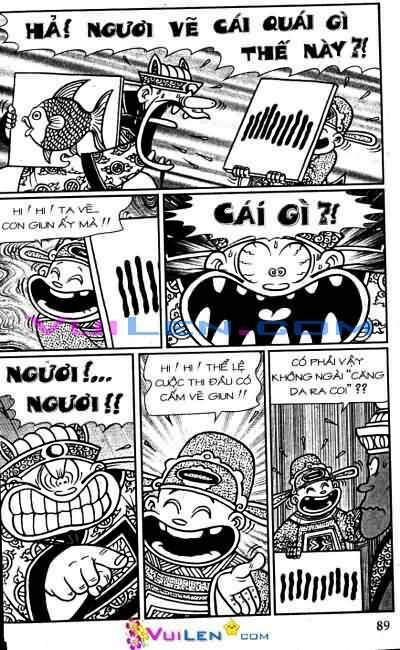 HẢ! NGƯƠI VẼ CÁI QUÁI GÌ
THẾ NÀY?!
HI! HI! TA VẼ...
CON GIUN ẤY MÀ!!
CÁI GÌ?!
NGƯƠI!...
NGƯƠI!!
HI! HI! THỂ LỆ
CUỘC THI ĐÂU CÓ
CẤM VẼ GIUN!!
CÓ PHẢI VẬY
KHÔNG NGÀI "CĂNG
DA RA COI"??
VUILEN.COM
89
VUILEN.COM